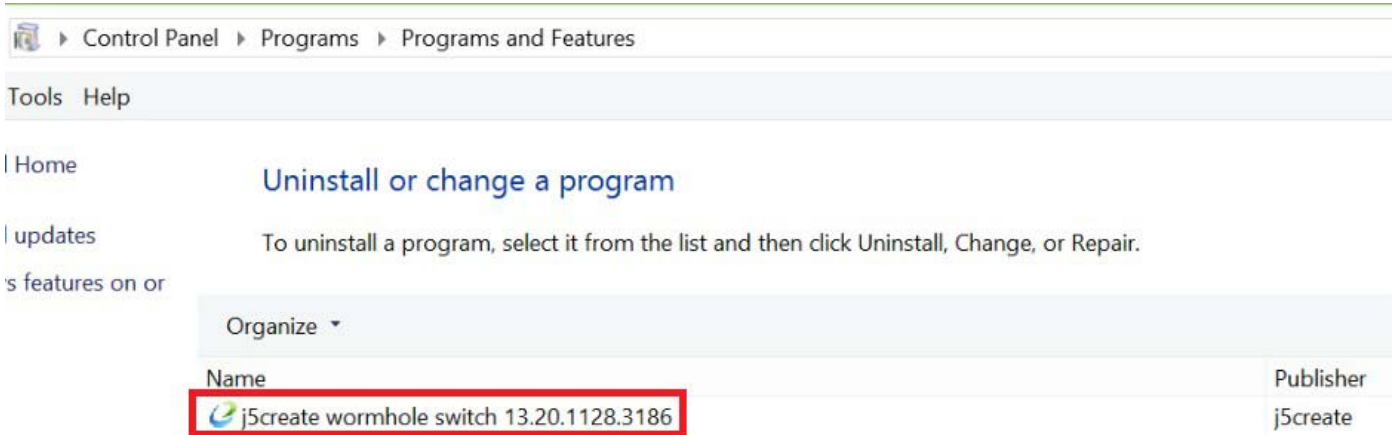 Control Panel Programs Programs and Features
Tools Help
Home
Uninstall or change a program
updates
To uninstall a program, select it from the list and then click Uninstall, Change, or Repair.
s features on or
Organize
Name Publisher
j5create wormhole switch 13.20.1128.3186 j5create